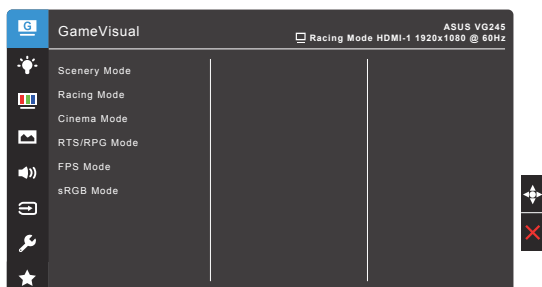 G
GameVisual
ASUS VG245
Racing Mode HDMI-1 1920x1080 @ 60Hz
Scenery Mode
Racing Mode
Cinema Mode
RTS/RPG Mode
FPS Mode
sRGB Mode